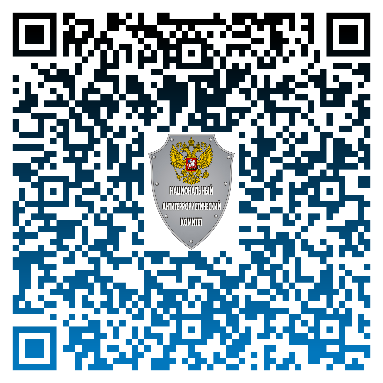 НАЦИОНАЛЬНЫЙ
АНТИТЕРРОРИСТИЧЕСКИЙ
КОМИТЕТ